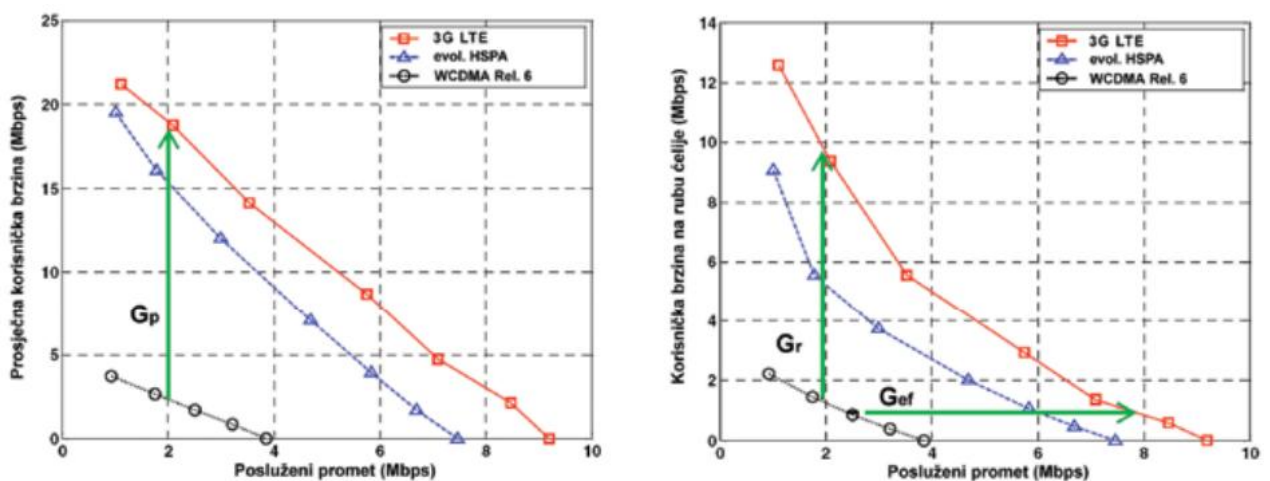 Prosječna korisnička brzina (Mbps)
25
20
15
10
5
0
3G LTE
evol. HSPA
WCDMA Rel. 6
Gp
0 2 4 6 8 10
Posluženi promet (Mbps)
Korisnička brzina na rubu ćelije (Mbps)
14
12
10
8
6
4
2
0
3G LTE
evol. HSPA
WCDMA Rel. 6
Gr
Gef
0 2 4 6 8 10
Posluženi promet (Mbps)